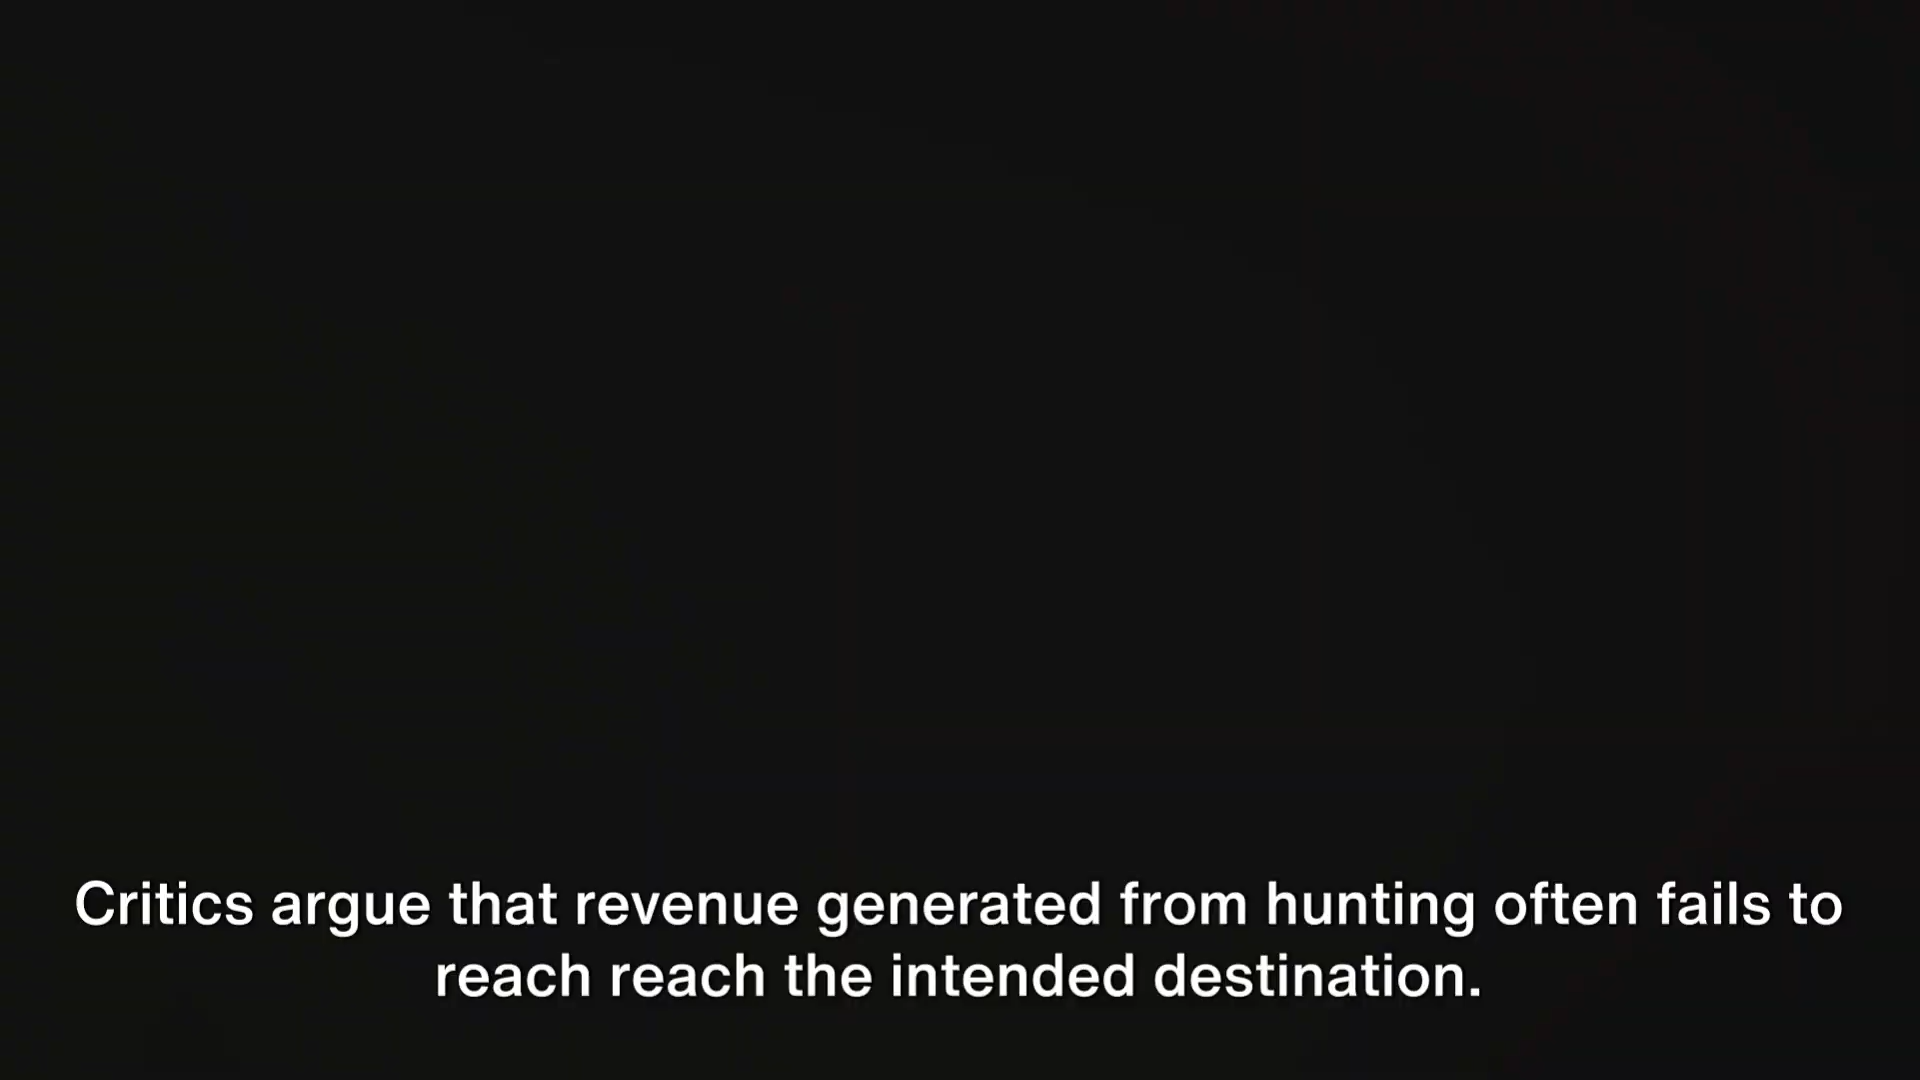 Critics argue that revenue generated from hunting often fails to
reach reach the intended destination.